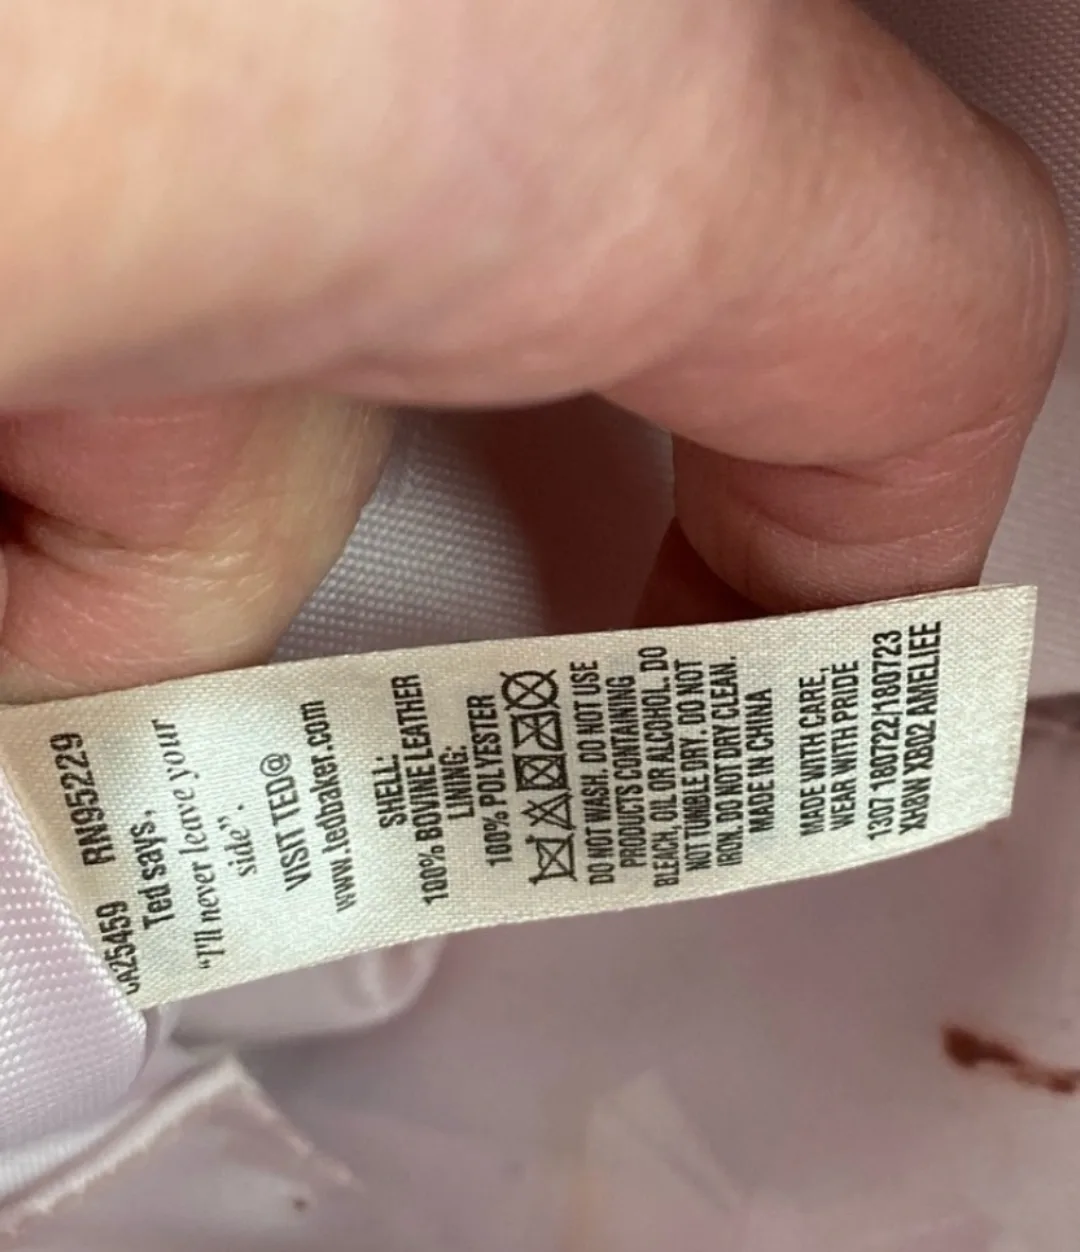 CA25459 RN95229
Ted says,
“I'll never leave your
side”.
VISIT TED@
www.tedbaker.com
SHELL:
100% BOVINE LEATHER
LINING:
100% POLYESTER
DO NOT WASH. DO NOT USE
PRODUCTS CONTAINING
BLEACH, OIL OR ALCOHOL. DO
NOT TUMBLE DRY. DO NOT
IRON. DO NOT DRY CLEAN.
MADE IN CHINA
MADE WITH CARE,
WEAR WITH PRIDE
1307 180722/180723
XH8W XB02 AMELIEE